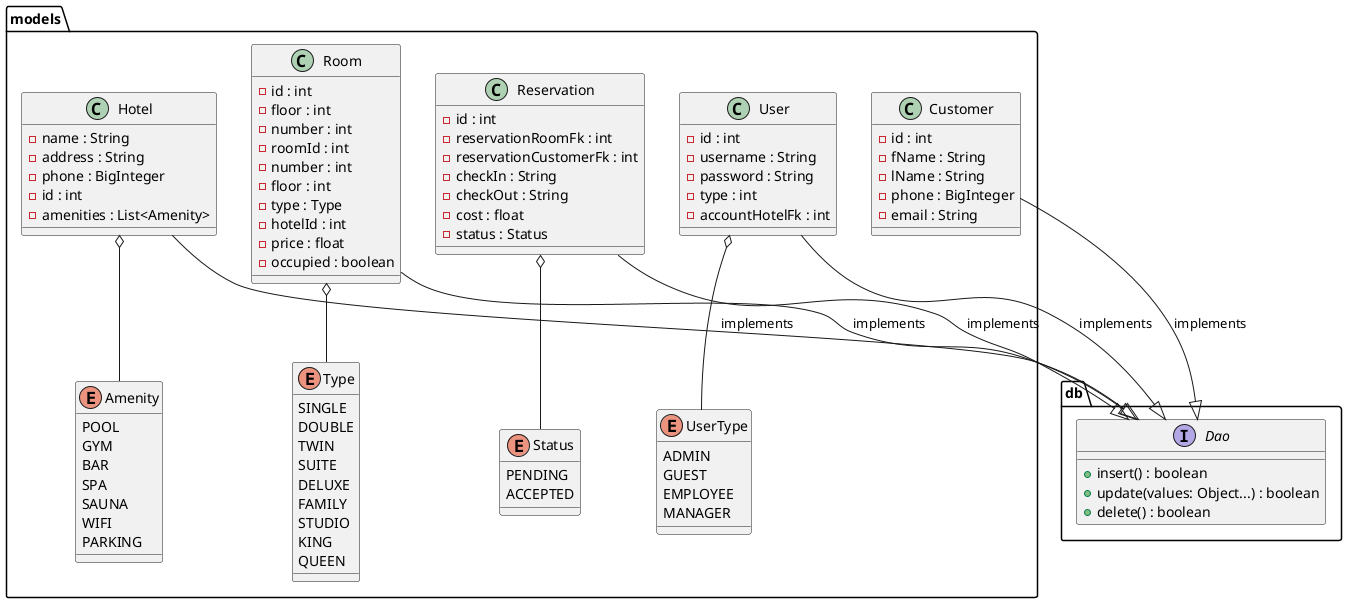 models
C Hotel
name : String
address : String
phone : BigInteger
id : int
amenities : List<Amenity>
C Room
id : int
floor : int
number : int
roomId : int
number : int
floor : int
type : Type
hotelId : int
price : float
occupied : boolean
C Reservation
id : int
reservationRoomFk : int
reservationCustomerFk : int
checkIn : String
checkOut : String
cost : float
status : Status
C User
id : int
username : String
password : String
type : int
accountHotelFk : int
C Customer
id : int
fName : String
lName : String
phone : BigInteger
email : String
implements
implements
implements
implements
implements
E Amenity
POOL
GYM
BAR
SPA
SAUNA
WIFI
PARKING
E Type
SINGLE
DOUBLE
TWIN
SUITE
DELUXE
FAMILY
STUDIO
KING
QUEEN
E Status
PENDING
ACCEPTED
E UserType
ADMIN
GUEST
EMPLOYEE
MANAGER
db
I Dao
insert() : boolean
update(values: Object...) : boolean
delete() : boolean